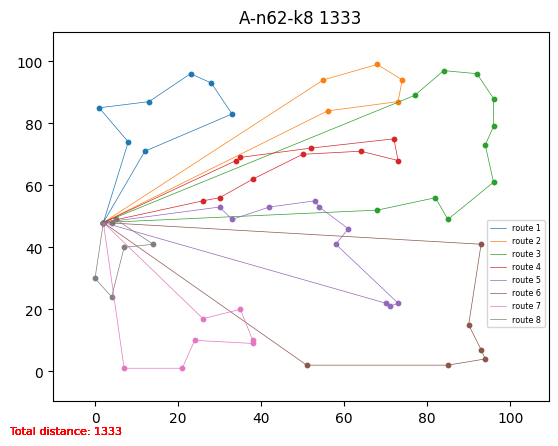 A-n62-k8 1333
100
80
60
40
20
0
0 20 40 60 80 100
route 1
route 2
route 3
route 4
route 5
route 6
route 7
route 8
Total distance: 1333